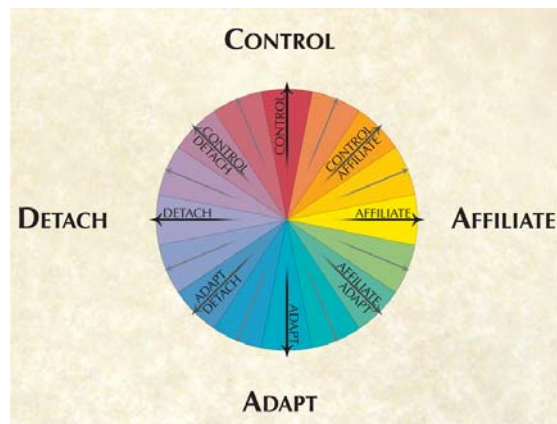 CONTROL
CONTROL
CONTROL
DETACH
CONTROL
AFFILIATE
DETACH
DETACH
AFFILIATE
AFFILIATE
ADAPT
DETACH
ADAPT
AFFILIATE
ADAPT
ADAPT